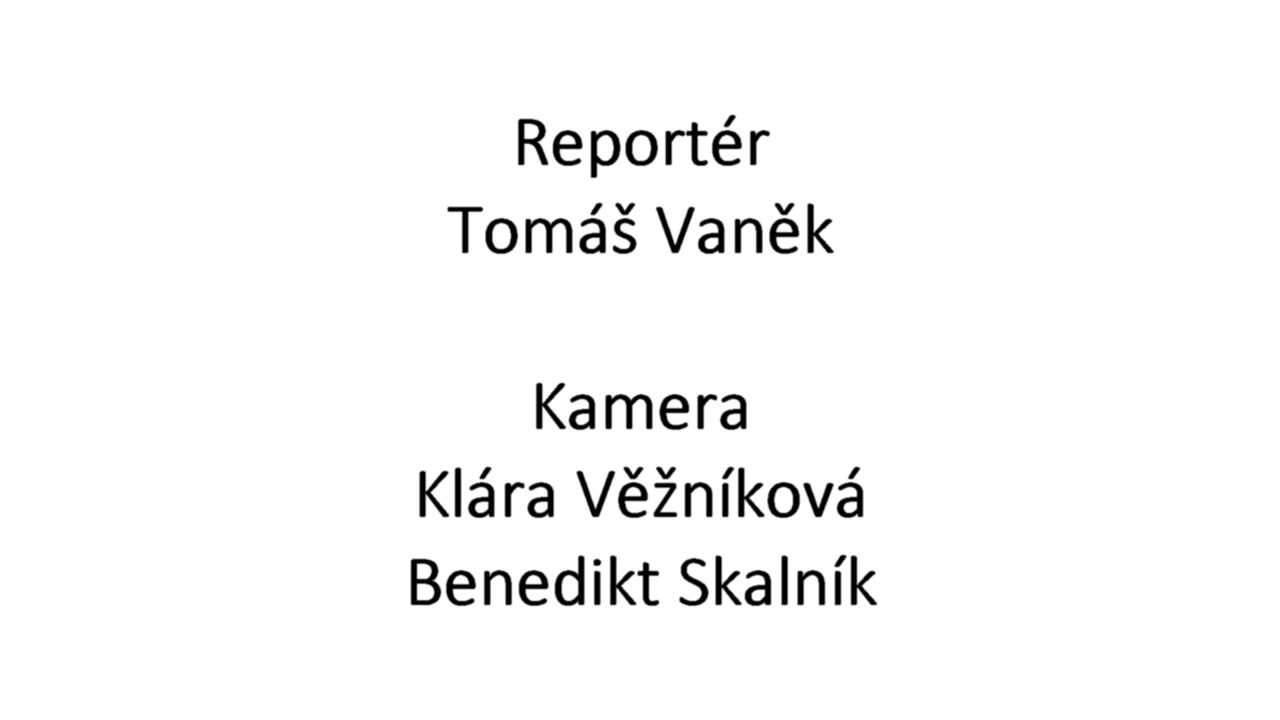 Reportér
Tomáš Vaněk
Kamera
Klára Věžníková
Benedikt Skalník